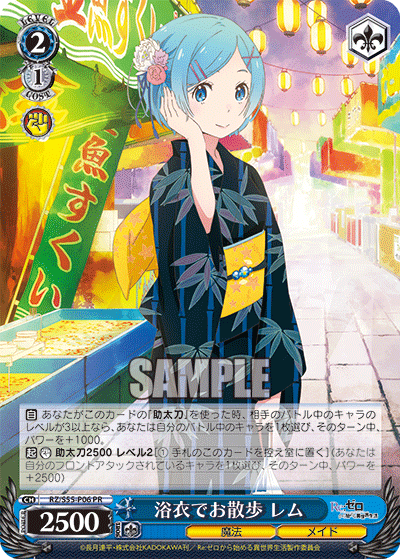 LEVEL
2
1
COST
魚すくい
魚すくい
SAMPLE
【自】あなたがこのカードの『助太刀』を使った時、相手のバトル中のキャラの
レベルが3以上なら、あなたは自分のバトル中のキャラを1枚選び、そのターン中、
パワーを+1000。
【起】助太刀2500 レベル2 [① 手札のこのカードを控え室に置く] (あなたは
自分のフロントアタックされているキャラを1枚選び、そのターン中、パワーを
+2500)
CH RZ/S55-P06 PR
浴衣でお散歩 レム
Re:ゼロから始める異世界生活
2500
魔法
メイド
©長月達平・株式会社KADOKAWA刊/Re:ゼロから始める異世界生活製作委員会